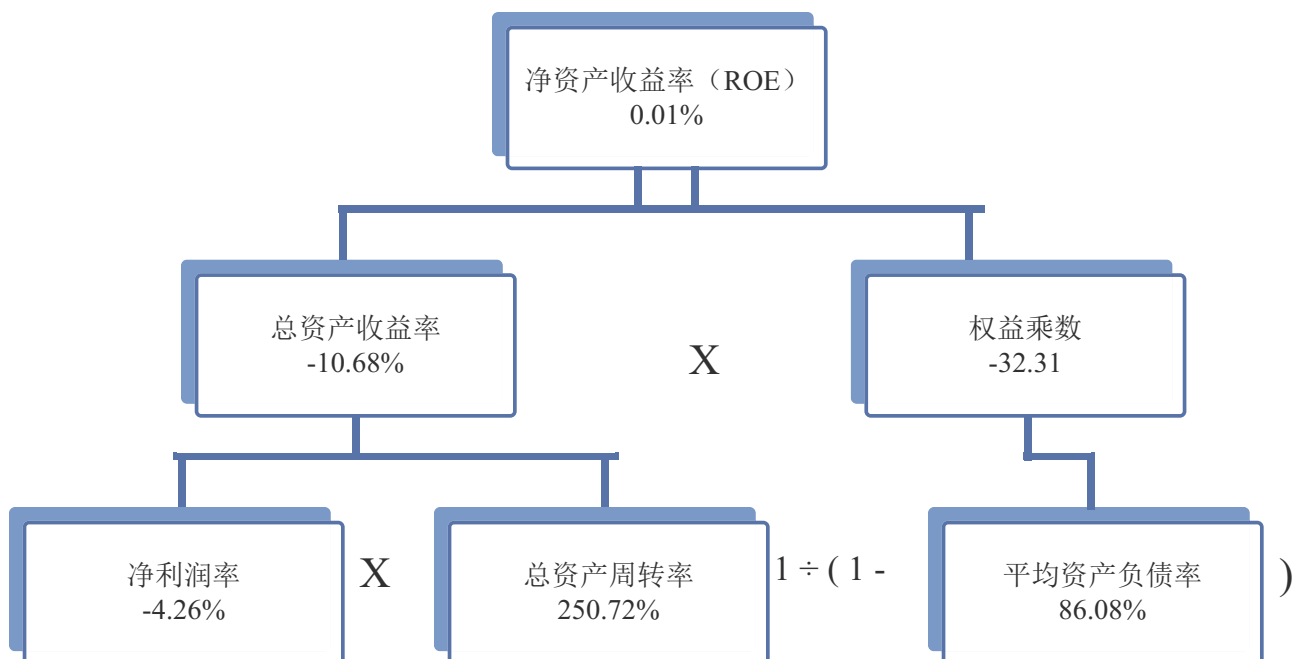 净资产收益率（ROE）
0.01%
总资产收益率
-10.68%
X
权益乘数
-32.31
净利润率
-4.26%
X
总资产周转率
250.72%
1 ÷ ( 1 -
平均资产负债率
86.08%
)